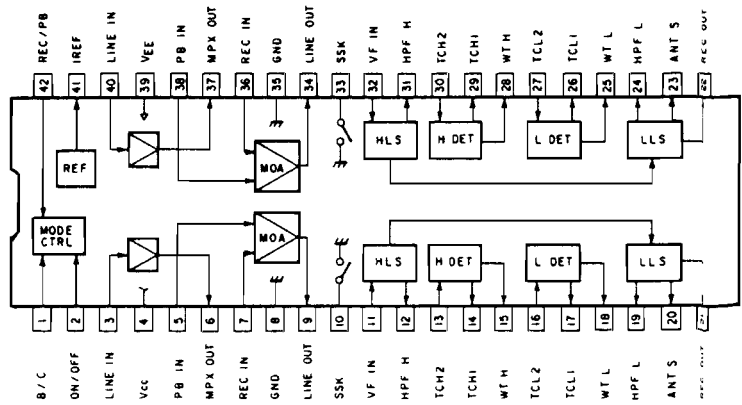 REC/PB
IREF
LINE IN
VEE
PB IN
MPX OUT
REC IN
GND
LINE OUT
SSK
VF IN
HPF H
TCH2
TCH1
WT H
TCL2
TCL1
WT L
HPF L
ANT S
REC OUT
42 41 40 39 38 37 36 35 34 33 32 31 30 29 28 27 26 25 24 23 22
REF
MOA
HLS
H DET
L DET
LLS
MODE CTRL
MOA
HLS
H DET
L DET
LLS
1 2 3 4 5 6 7 8 9 10 11 12 13 14 15 16 17 18 19 20 21
B/C
ON/OFF
LINE IN
Vcc
PB IN
MPX OUT
REC IN
GND
LINE OUT
SSK
VF IN
HPF H
TCH2
TCH1
WT H
TCL2
TCL1
WT L
HPF L
ANT S
REC OUT